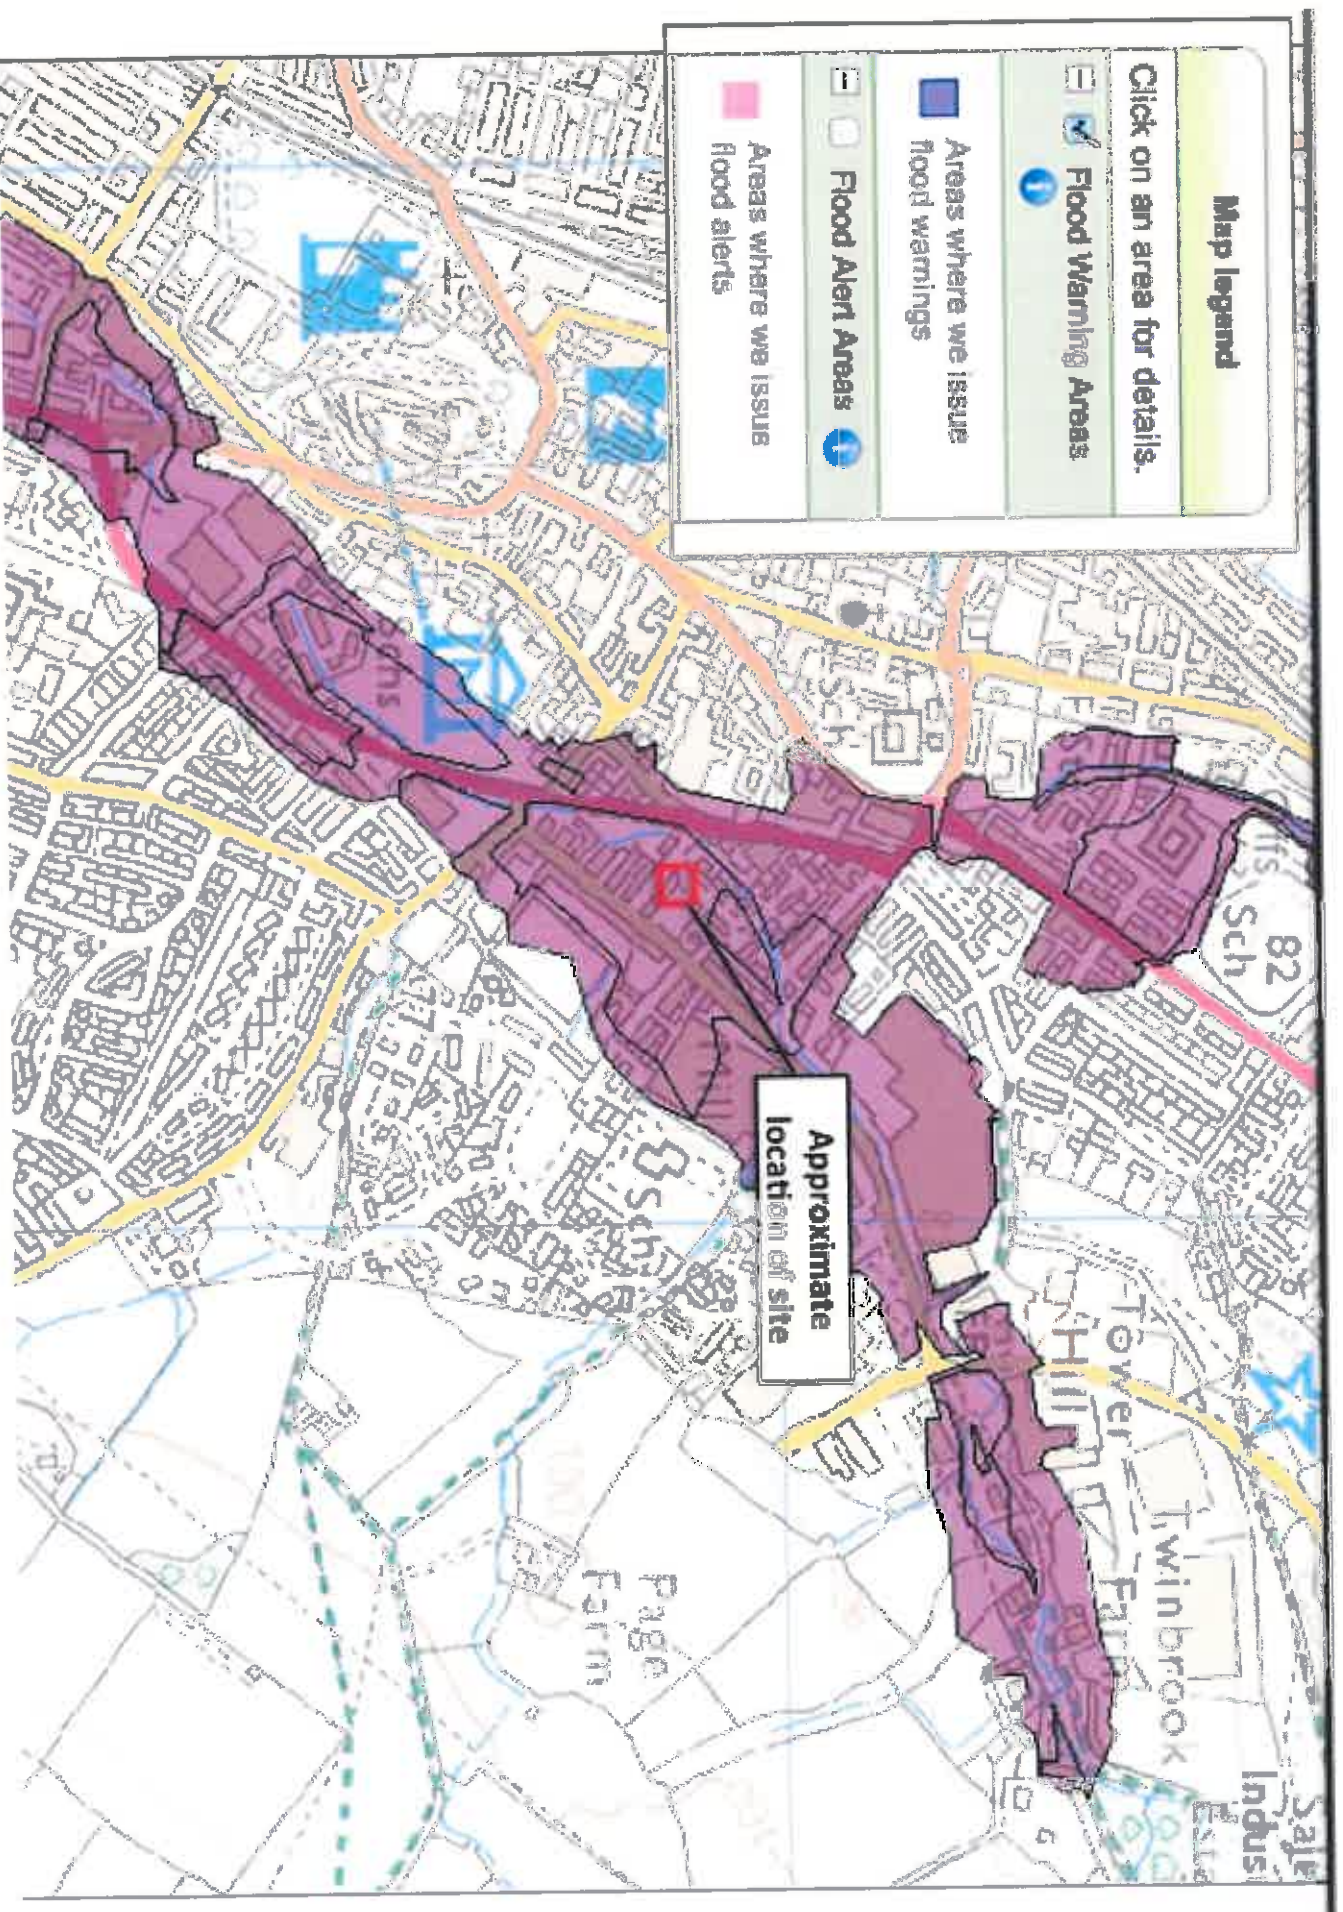 Map legend
Click on an area for details.
Flood Warning Areas
Areas where we issue
flood warnings
Flood Alert Areas
Areas where we issue
flood alerts
Sch
82
Sch
Approximate
location of site
Sch
Tower
Hill
Twinbrook
Farm
Page
Farm
Indus